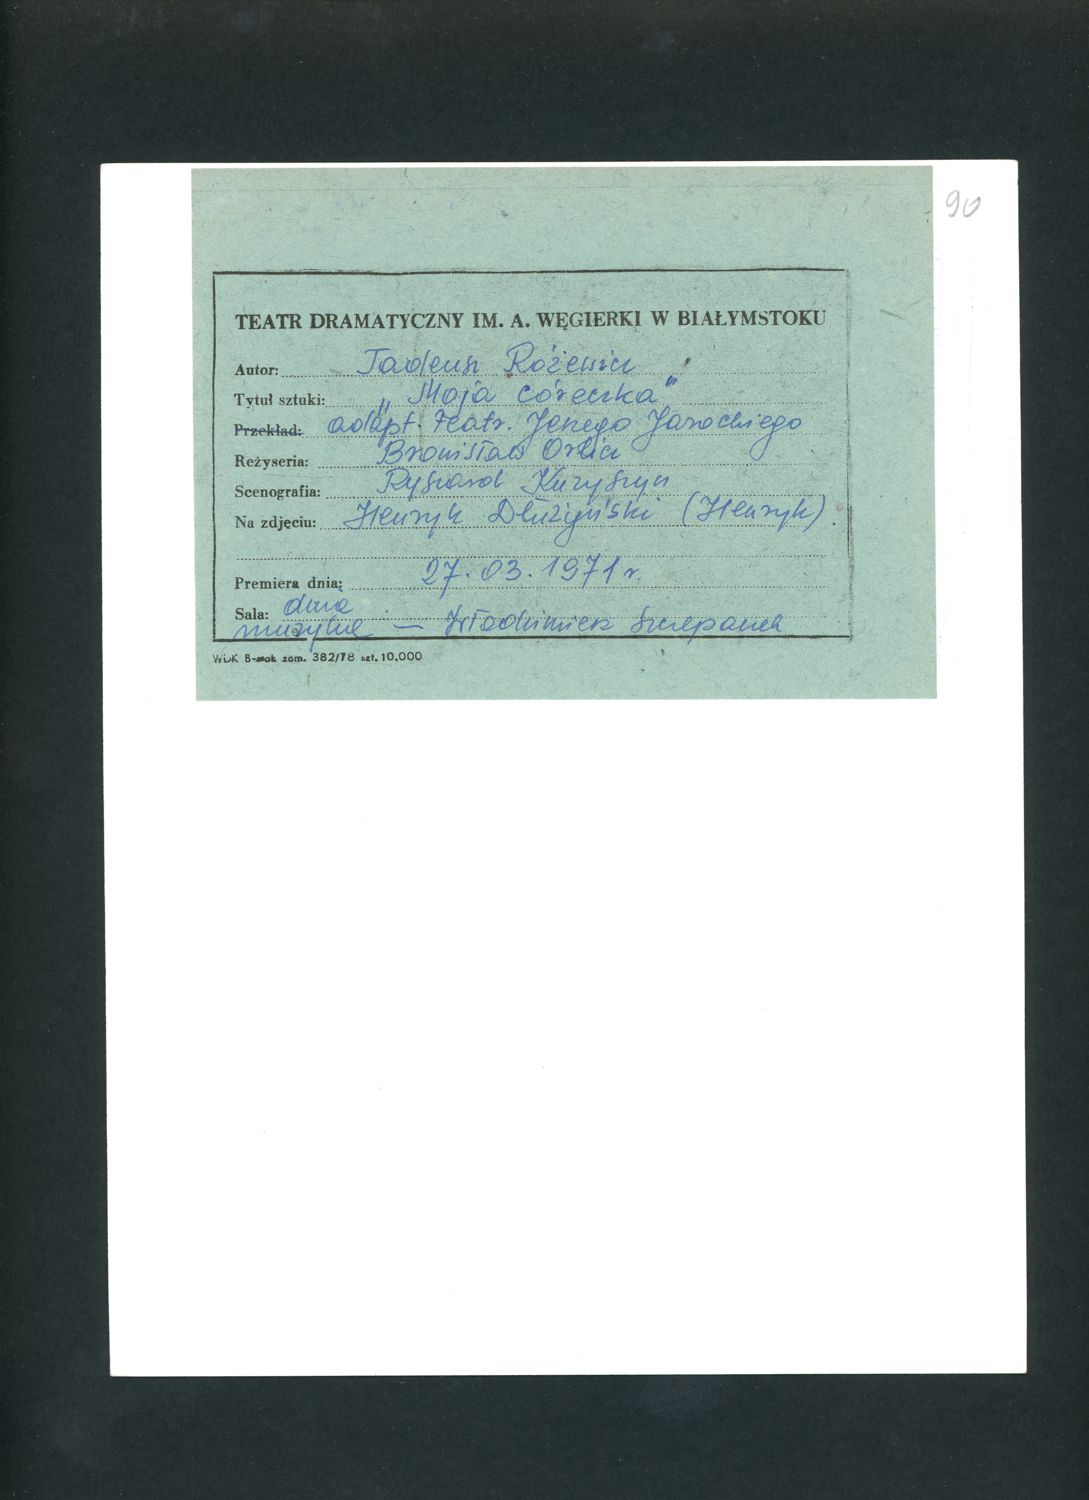 90
TEATR DRAMATYCZNY IM. A. WĘGIERKI W BIAŁYMSTOKU
Autor: Tadeusz Różewicz
Tytuł sztuki: „Moja córeczka"
Przekład: adapt. teatr. Jerzego Jarockiego
Reżyseria: Bronisław Orlicz
Scenografia: Ryszard Kuzyszyn
Na zdjęciu: Henryk Dłużyński (Henryk).
Premiera dnia: 27.03.1971 r.
Sala: duża
muzyka — Włodzimierz Szczepanek
WDK B-stok zam. 382/78 szt. 10.000